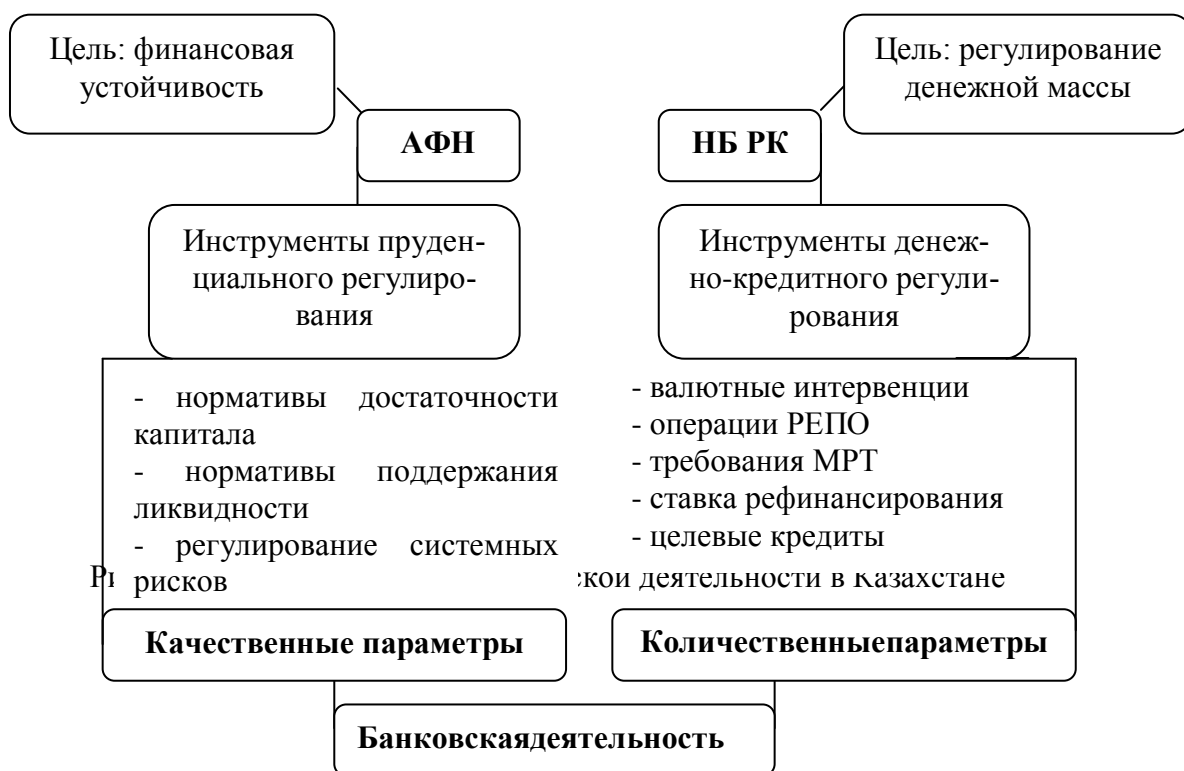 Цель: финансовая
устойчивость
Цель: регулирование
денежной массы
АФН
НБ РК
Инструменты пруден-
циального регулиро-
вания
Инструменты денеж-
но-кредитного регули-
рования
- нормативы достаточности
капитала
- нормативы поддержания
ликвидности
- регулирование системных
рисков
- валютные интервенции
- операции РЕПО
- требования МРТ
- ставка рефинансирования
- целевые кредиты
деятельности в Казахстане
Качественные параметры
Количественныепараметры
Банковскаядеятельность